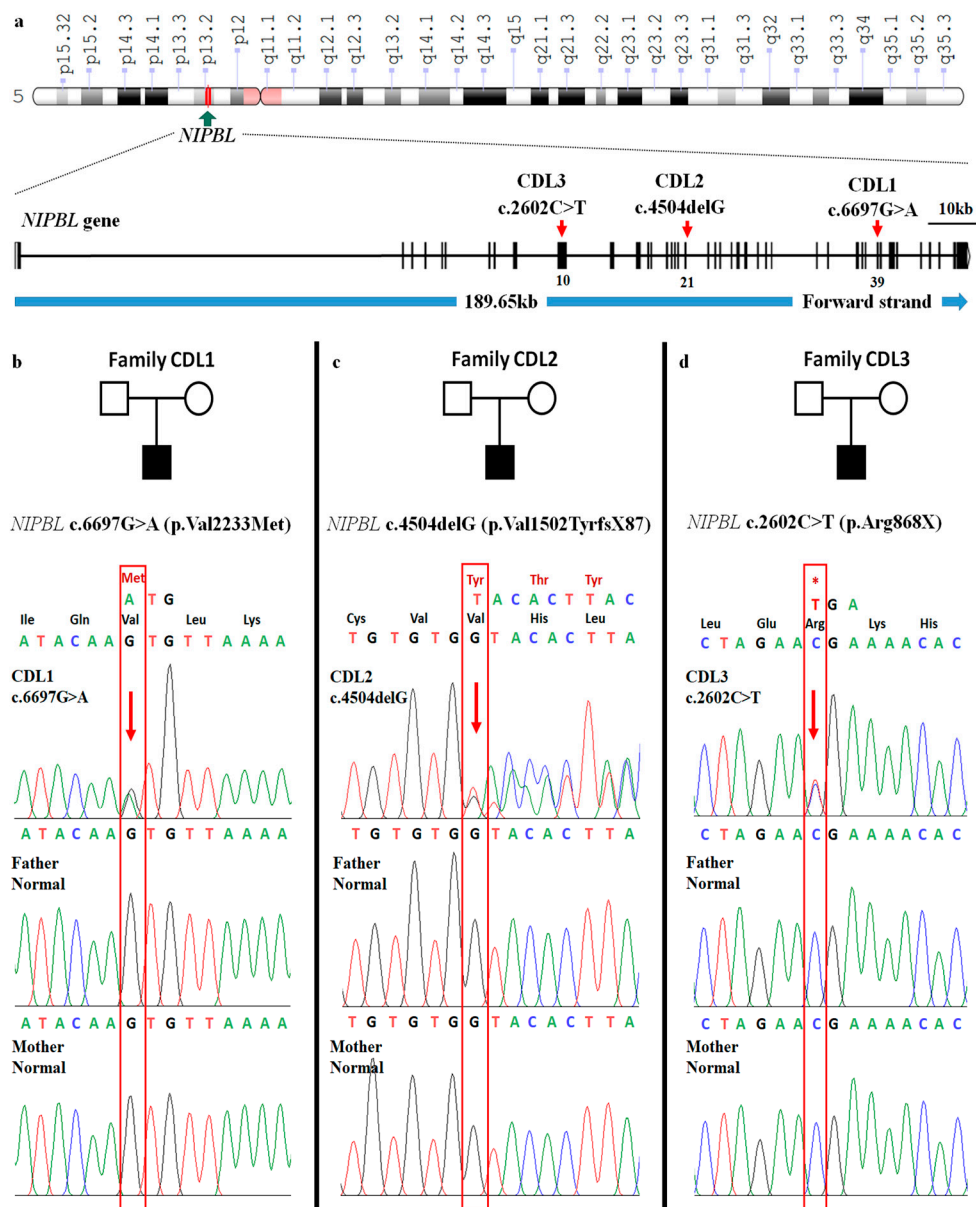 a
p15.32 p15.2 p14.3 p14.1 p13.3 p13.2 p12 q11.1 q11.2 q12.1 q12.3 q13.2 q14.1 q14.2 q14.3 q15 q21.1 q21.3 q22.2 q23.1 q23.2 q23.3 q31.1 q31.3 q32 q33.1 q33.3 q34 q35.1 q35.2 q35.3
5
NIPBL
CDL3 CDL2 CDL1
c.2602C>T c.4504delG c.6697G>A 10kb
NIPBL gene
10 21 39
189.65kb Forward strand
b Family CDL1
NIPBL c.6697G>A (p.Val2233Met)
Met
A T G
Ile Gln Val Leu Lys
A T A C A A G T G T T A A A A
CDL1
c.6697G>A
A T A C A A G T G T T A A A A
Father
Normal
A T A C A A G T G T T A A A A
Mother
Normal
c Family CDL2
NIPBL c.4504delG (p.Val1502TyrfsX87)
Tyr Thr Tyr
T A C A C T T A C
Cys Val Val His Leu
T G T G T G G T A C A C T T A
CDL2
c.4504delG
T G T G T G G T A C A C T T A
Father
Normal
T G T G T G G T A C A C T T A
Mother
Normal
d Family CDL3
NIPBL c.2602C>T (p.Arg868X)
*
T G A
Leu Glu Arg Lys His
C T A G A A C G A A A A C A C
CDL3
c.2602C>T
C T A G A A C G A A A A C A C
Father
Normal
C T A G A A C G A A A A C A C
Mother
Normal